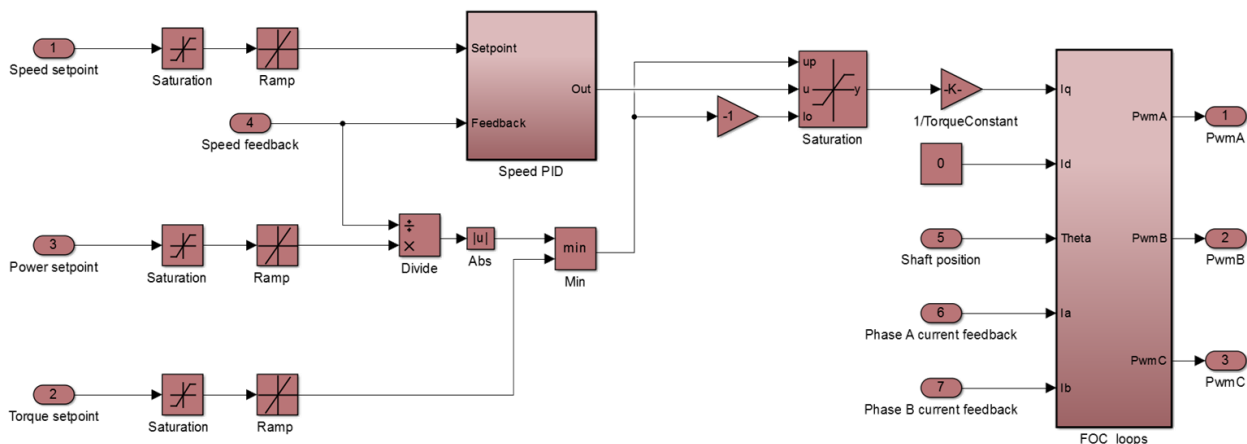 1
Speed setpoint
Saturation
Ramp
Setpoint
Out
Feedback
Speed PID
4
Speed feedback
3
Power setpoint
Saturation
Ramp
÷
×
Divide
|u|
Abs
min
Min
2
Torque setpoint
Saturation
Ramp
-1
up
u
y
lo
Saturation
-K-
1/TorqueConstant
0
5
Shaft position
6
Phase A current feedback
7
Phase B current feedback
Iq
Id
Theta
Ia
Ib
PwmA
PwmB
PwmC
FOC_loops
1
PwmA
2
PwmB
3
PwmC